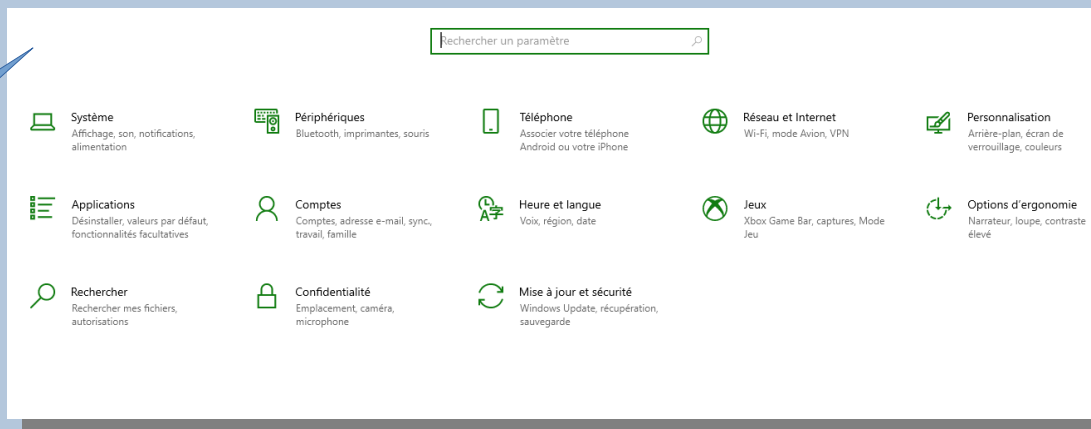 Rechercher un paramètre
Système
Affichage, son, notifications,
alimentation
Périphériques
Bluetooth, imprimantes, souris
Téléphone
Associer votre téléphone
Android ou votre iPhone
Réseau et Internet
Wi-Fi, mode Avion, VPN
Personnalisation
Arrière-plan, écran de
verrouillage, couleurs
Applications
Désinstaller, valeurs par défaut,
fonctionnalités facultatives
Comptes
Comptes, adresse e-mail, sync.,
travail, famille
A字
Heure et langue
Voix, région, date
Jeux
Xbox Game Bar, captures, Mode
Jeu
Options d’ergonomie
Narrateur, loupe, contraste
élevé
Rechercher
Rechercher mes fichiers,
autorisations
Confidentialité
Emplacement, caméra,
microphone
Mise à jour et sécurité
Windows Update, récupération,
sauvegarde